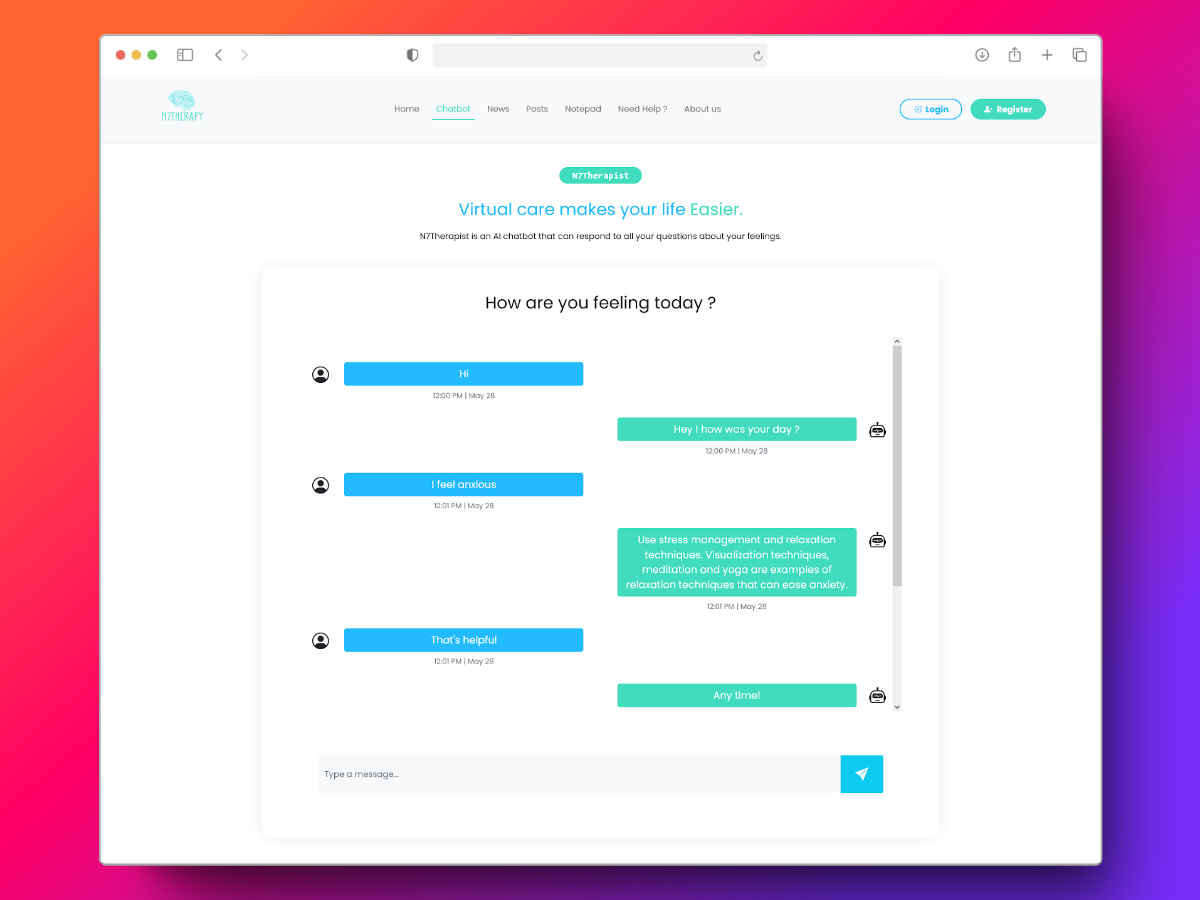 N7THERAPY
Home
Chatbot
News
Posts
Notepad
Need Help ?
About us
Login
Register
N7Therapist
Virtual care makes your life Easier.
N7Therapist is an AI chatbot that can respond to all your questions about your feelings.
How are you feeling today ?
Hi
12:00 PM | May 28
Hey ! how was your day ?
12:00 PM | May 28
I feel anxious
12:01 PM | May 28
Use stress management and relaxation
techniques. Visualization techniques,
meditation and yoga are examples of
relaxation techniques that can ease anxiety.
12:01 PM | May 28
That's helpful
12:01 PM | May 28
Any time!
Type a message...